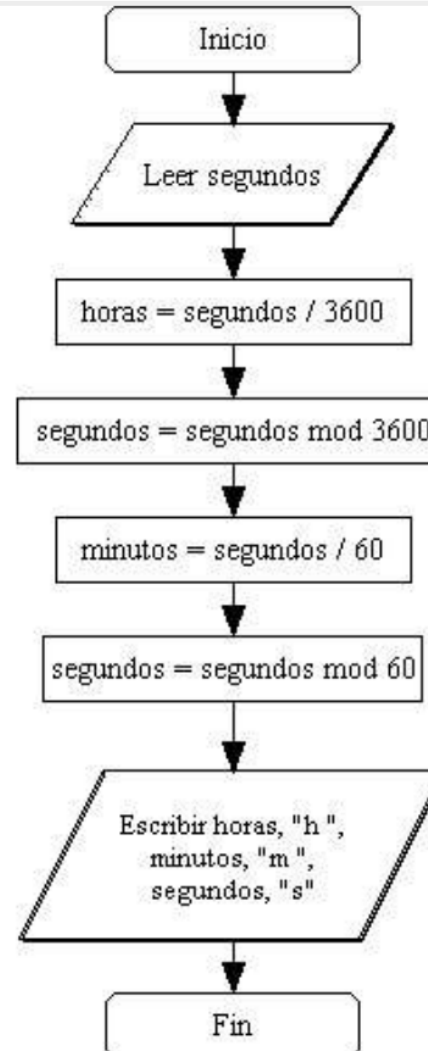 Inicio
Leer segundos
horas = segundos / 3600
segundos = segundos mod 3600
minutos = segundos / 60
segundos = segundos mod 60
Escribir horas, "h ",
minutos, "m ",
segundos, "s"
Fin